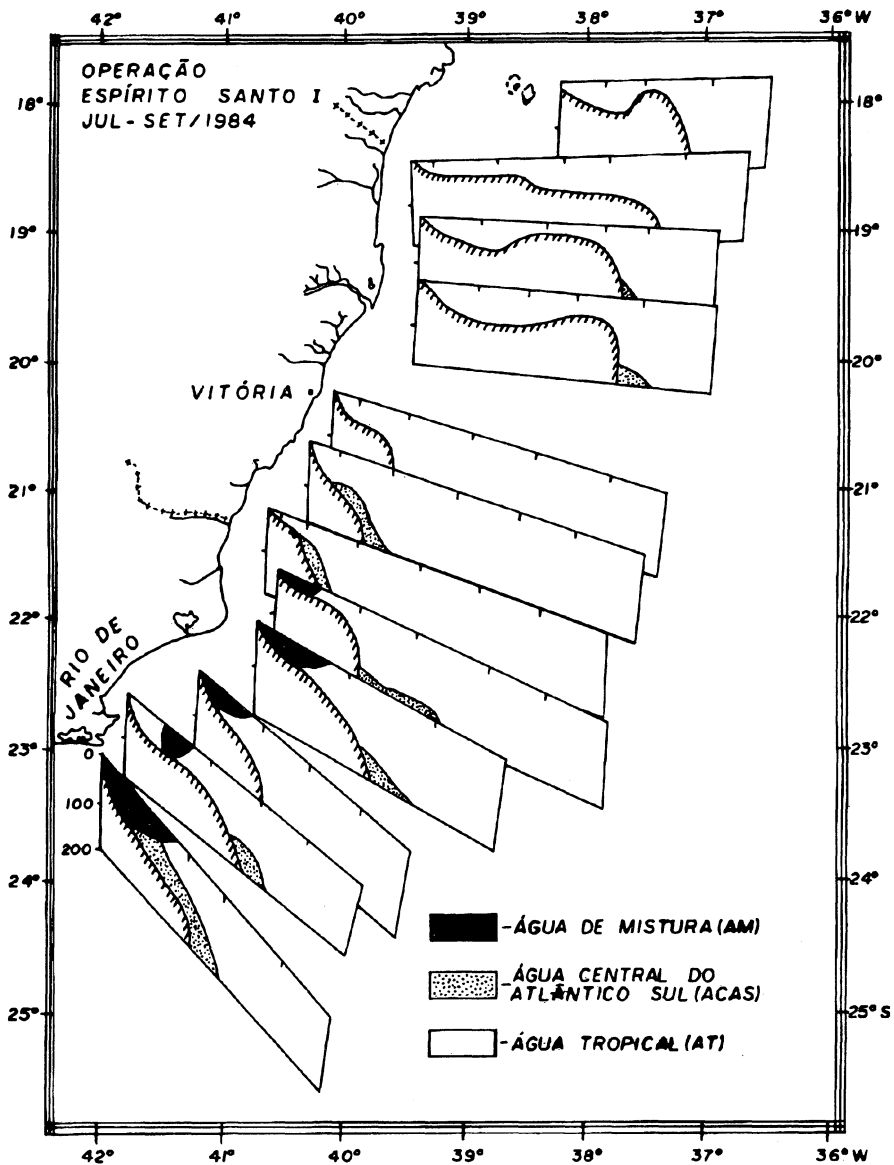 42° 41° 40° 39° 38° 37° 36° W
OPERAÇÃO
ESPÍRITO SANTO I
JUL-SET/1984
18° 18°
19° 19°
20° 20°
VITÓRIA
21° 21°
22° 22°
RIO DE
JANEIRO
23° 23°
0
100
200
24° 24°
-ÁGUA DE MISTURA (AM)
-ÁGUA CENTRAL DO
ATLÂNTICO SUL (ACAS)
25° 25° S
-ÁGUA TROPICAL (AT)
42° 41° 40° 39° 38° 37° 36° W